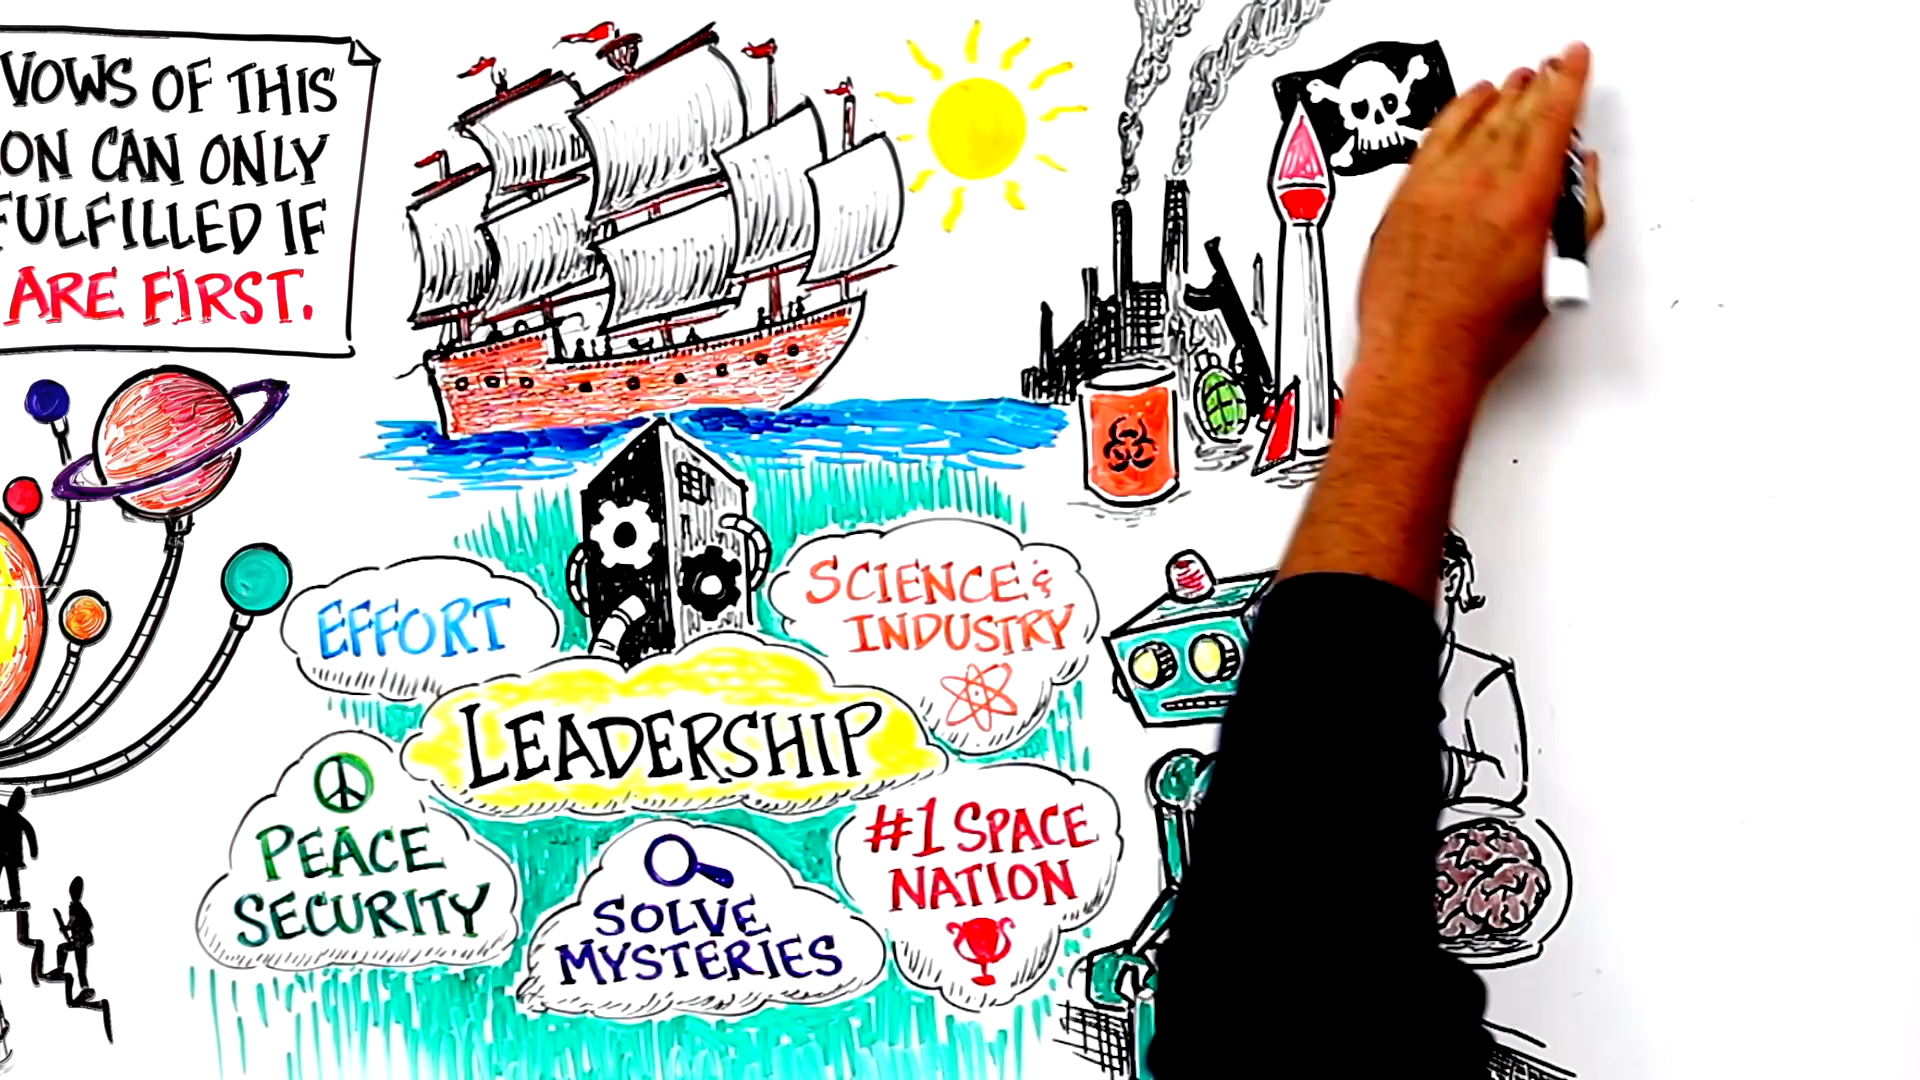 VOWS OF THIS
ON CAN ONLY
FULFILLED IF
ARE FIRST.
EFFORT
SCIENCE &
INDUSTRY
LEADERSHIP
PEACE
SECURITY
SOLVE
MYSTERIES
#1 SPACE
NATION